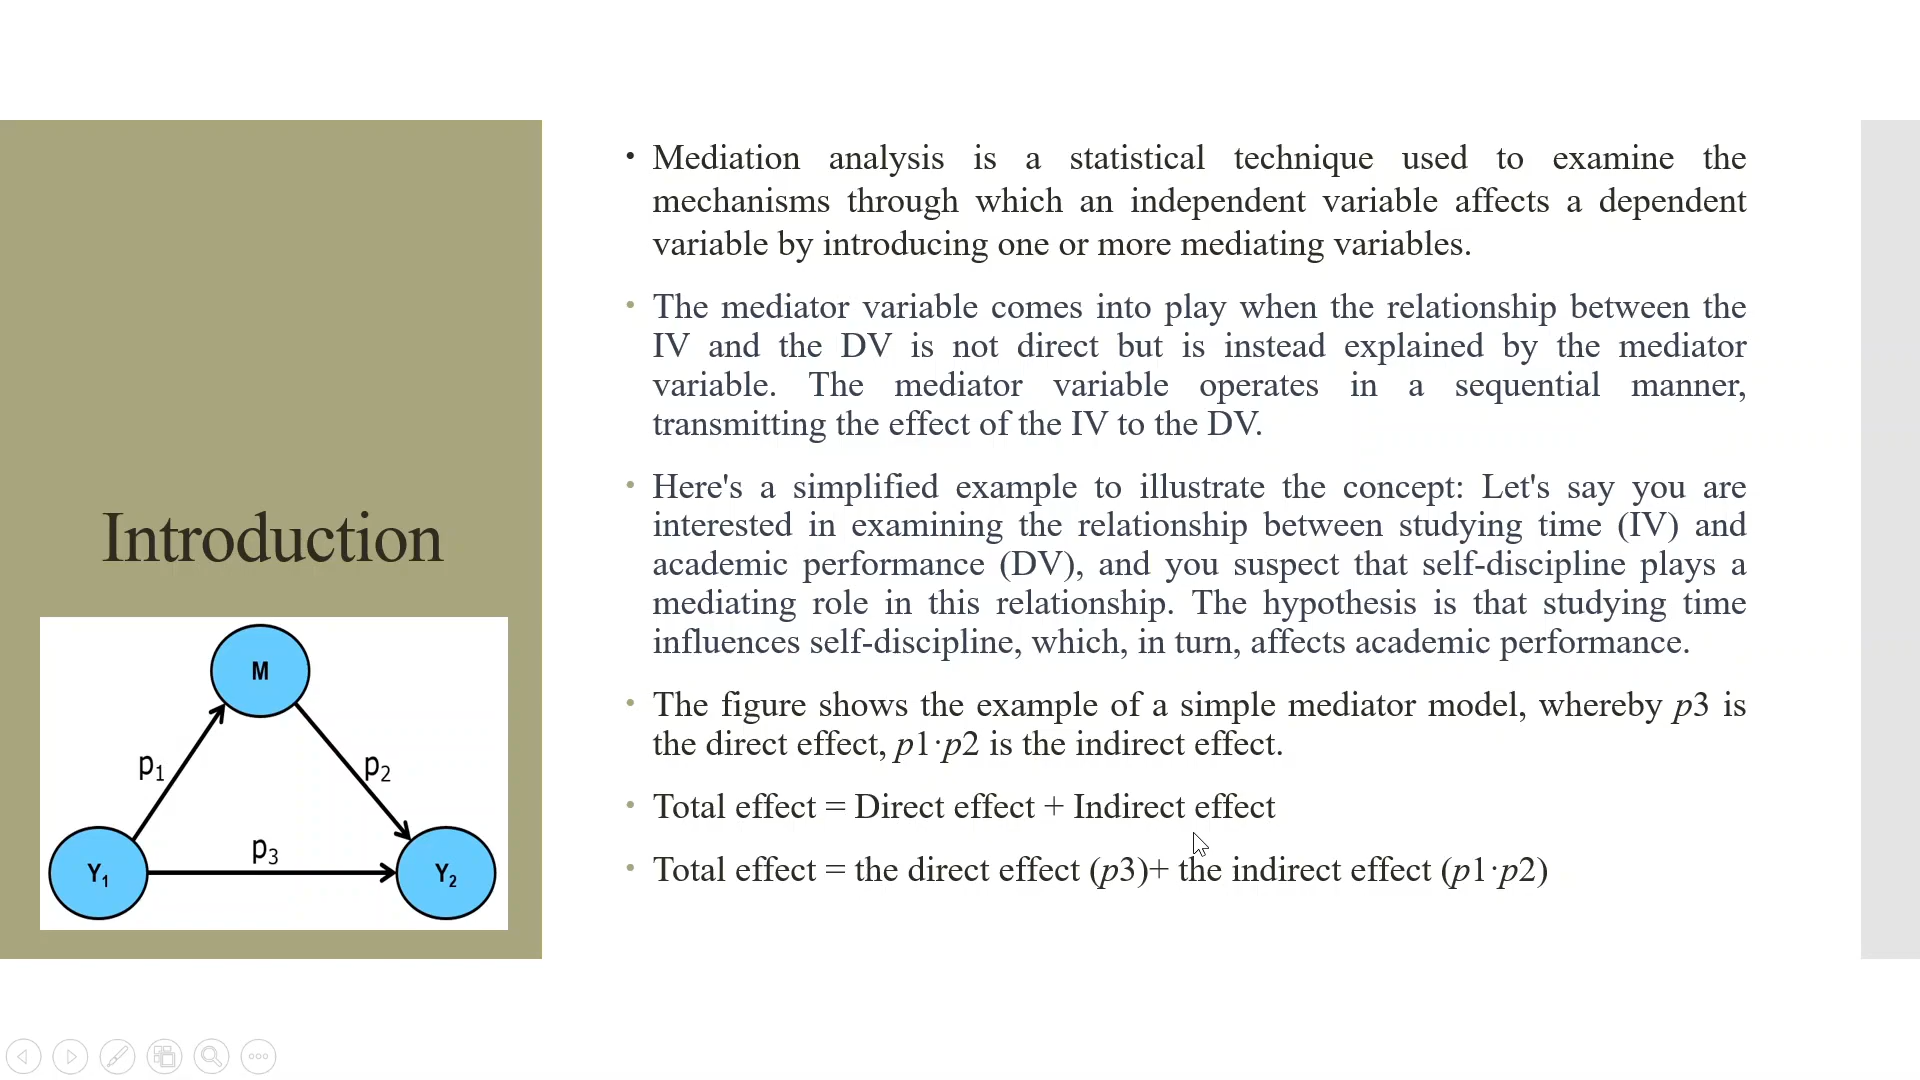 Introduction
M
p1
p2
p3
Y1
Y2
• Mediation analysis is a statistical technique used to examine the
mechanisms through which an independent variable affects a dependent
variable by introducing one or more mediating variables.
• The mediator variable comes into play when the relationship between the
IV and the DV is not direct but is instead explained by the mediator
variable. The mediator variable operates in a sequential manner,
transmitting the effect of the IV to the DV.
• Here's a simplified example to illustrate the concept: Let's say you are
interested in examining the relationship between studying time (IV) and
academic performance (DV), and you suspect that self-discipline plays a
mediating role in this relationship. The hypothesis is that studying time
influences self-discipline, which, in turn, affects academic performance.
• The figure shows the example of a simple mediator model, whereby p3 is
the direct effect, p1·p2 is the indirect effect.
• Total effect = Direct effect + Indirect effect
• Total effect = the direct effect (p3)+ the indirect effect (p1·p2)